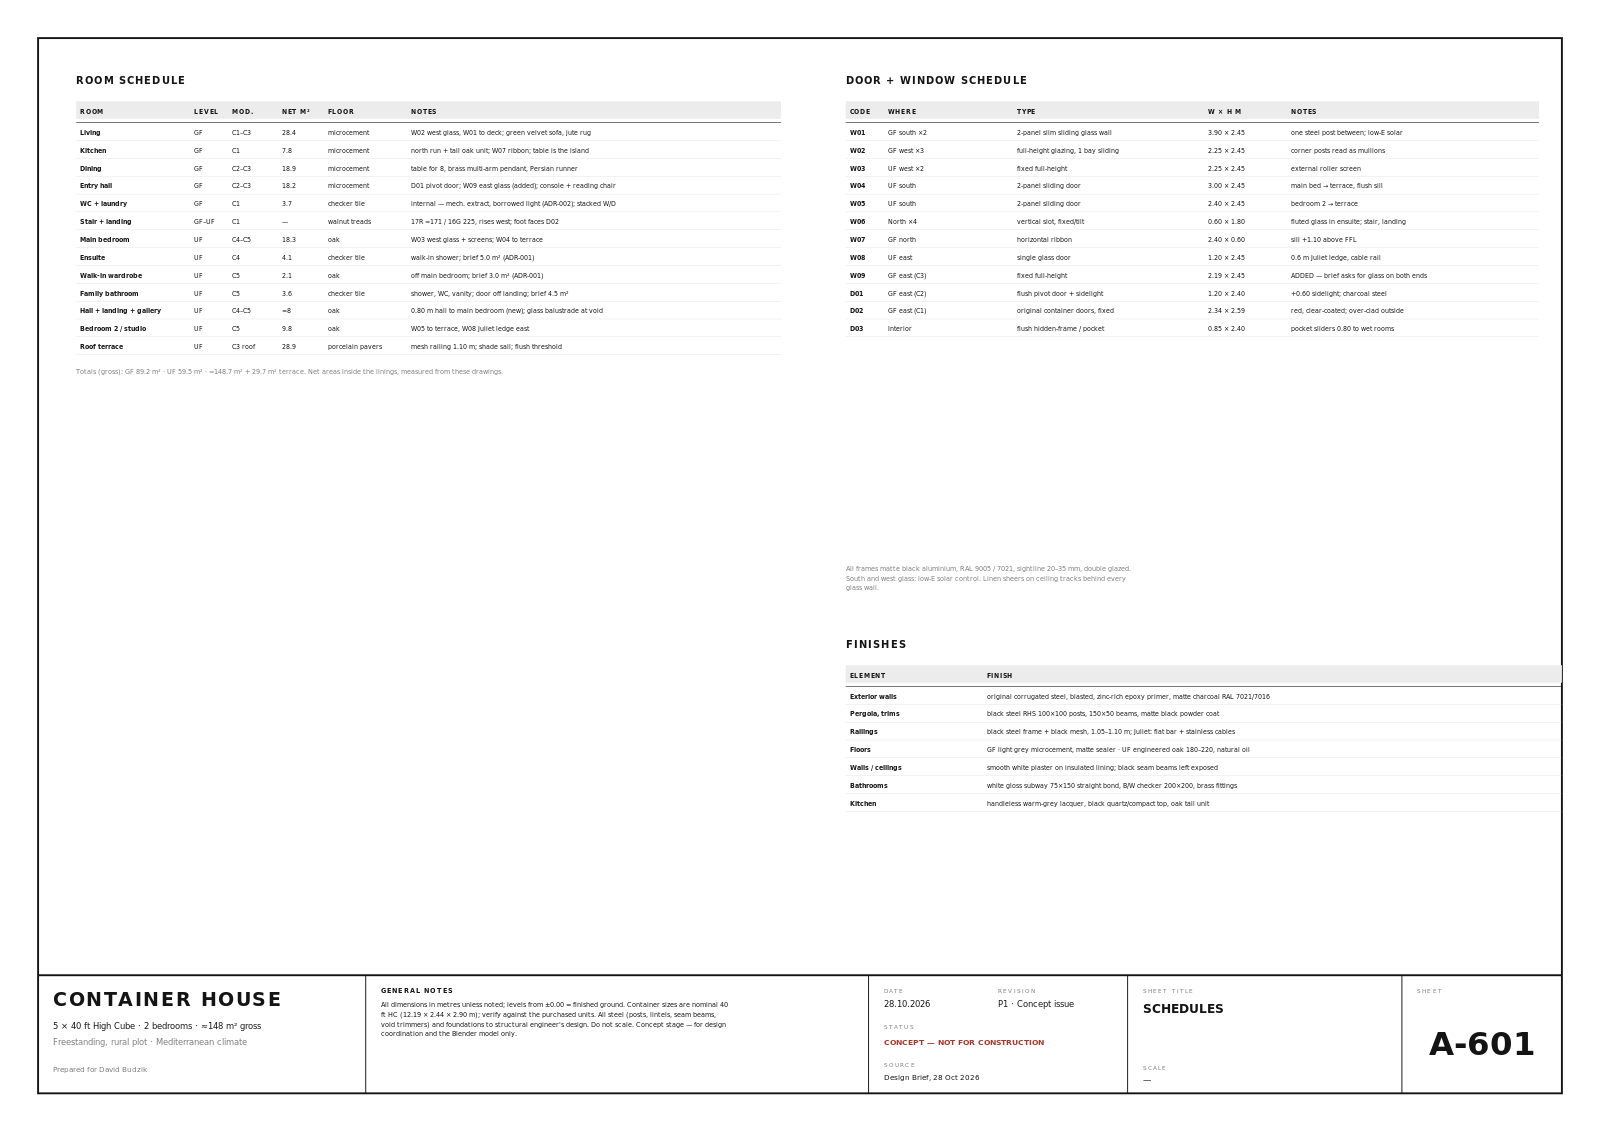 ROOM SCHEDULE
ROOM LEVEL MOD. NET M² FLOOR NOTES
Living GF C1–C3 28.4 microcement W02 west glass, W01 to deck; green velvet sofa, jute rug
Kitchen GF C1 7.8 microcement north run + tall oak unit; W07 ribbon; table is the island
Dining GF C2–C3 18.9 microcement table for 8, brass multi-arm pendant, Persian runner
Entry hall GF C2–C3 18.2 microcement D01 pivot door; W09 east glass (added); console + reading chair
WC + laundry GF C1 3.7 checker tile internal — mech. extract, borrowed light (ADR-002); stacked W/D
Stair + landing GF–UF C1 — walnut treads 17R ≈171 / 16G 225, rises west; foot faces D02
Main bedroom UF C4–C5 18.3 oak W03 west glass + screens; W04 to terrace
Ensuite UF C4 4.1 checker tile walk-in shower; brief 5.0 m² (ADR-001)
Walk-in wardrobe UF C5 2.1 oak off main bedroom; brief 3.0 m² (ADR-001)
Family bathroom UF C5 3.6 checker tile shower, WC, vanity; door off landing; brief 4.5 m²
Hall + landing + gallery UF C4–C5 ≈8 oak 0.80 m hall to main bedroom (new); glass balustrade at void
Bedroom 2 / studio UF C5 9.8 oak W05 to terrace, W08 Juliet ledge east
Roof terrace UF C3 roof 28.9 porcelain pavers mesh railing 1.10 m; shade sail; flush threshold
Totals (gross): GF 89.2 m² · UF 59.5 m² · ≈148.7 m² + 29.7 m² terrace. Net areas inside the linings, measured from these drawings.
DOOR + WINDOW SCHEDULE
CODE WHERE TYPE W × H M NOTES
W01 GF south ×2 2-panel slim sliding glass wall 3.90 × 2.45 one steel post between; low-E solar
W02 GF west ×3 full-height glazing, 1 bay sliding 2.25 × 2.45 corner posts read as mullions
W03 UF west ×2 fixed full-height 2.25 × 2.45 external roller screen
W04 UF south 2-panel sliding door 3.00 × 2.45 main bed → terrace, flush sill
W05 UF south 2-panel sliding door 2.40 × 2.45 bedroom 2 → terrace
W06 North ×4 vertical slot, fixed/tilt 0.60 × 1.80 fluted glass in ensuite; stair, landing
W07 GF north horizontal ribbon 2.40 × 0.60 sill +1.10 above FFL
W08 UF east single glass door 1.20 × 2.45 0.6 m Juliet ledge, cable rail
W09 GF east (C3) fixed full-height 2.19 × 2.45 ADDED — brief asks for glass on both ends
D01 GF east (C2) flush pivot door + sidelight 1.20 × 2.40 +0.60 sidelight; charcoal steel
D02 GF east (C1) original container doors, fixed 2.34 × 2.59 red, clear-coated; over-clad outside
D03 Interior flush hidden-frame / pocket 0.85 × 2.40 pocket sliders 0.80 to wet rooms
All frames matte black aluminium, RAL 9005 / 7021, sightline 20–35 mm, double glazed.
South and west glass: low-E solar control. Linen sheers on ceiling tracks behind every
glass wall.
FINISHES
ELEMENT FINISH
Exterior walls original corrugated steel, blasted, zinc-rich epoxy primer, matte charcoal RAL 7021/7016
Pergola, trims black steel RHS 100×100 posts, 150×50 beams, matte black powder coat
Railings black steel frame + black mesh, 1.05–1.10 m; Juliet: flat bar + stainless cables
Floors GF light grey microcement, matte sealer · UF engineered oak 180–220, natural oil
Walls / ceilings smooth white plaster on insulated lining; black seam beams left exposed
Bathrooms white gloss subway 75×150 straight bond, B/W checker 200×200, brass fittings
Kitchen handleless warm-grey lacquer, black quartz/compact top, oak tall unit
CONTAINER HOUSE
5 × 40 ft High Cube · 2 bedrooms · ≈148 m² gross
Freestanding, rural plot · Mediterranean climate
Prepared for David Budzik
GENERAL NOTES
All dimensions in metres unless noted; levels from ±0.00 = finished ground. Container sizes are nominal 40
ft HC (12.19 × 2.44 × 2.90 m); verify against the purchased units. All steel (posts, lintels, seam beams,
void trimmers) and foundations to structural engineer's design. Do not scale. Concept stage — for design
coordination and the Blender model only.
DATE REVISION
28.10.2026 P1 · Concept issue
STATUS
CONCEPT — NOT FOR CONSTRUCTION
SOURCE
Design Brief, 28 Oct 2026
SHEET TITLE
SCHEDULES
SCALE
—
SHEET
A-601